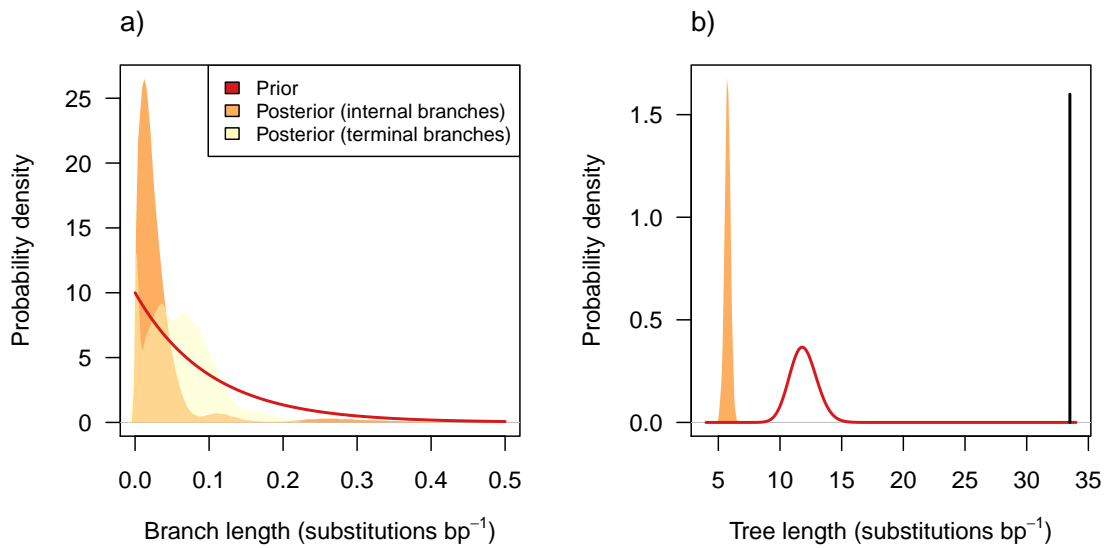 a)
Prior
Posterior (internal branches)
Posterior (terminal branches)
Probability density
25
20
15
10
5
0
0.0 0.1 0.2 0.3 0.4 0.5
Branch length (substitutions bp⁻¹)
b)
Probability density
1.5
1.0
0.5
0.0
5 10 15 20 25 30 35
Tree length (substitutions bp⁻¹)